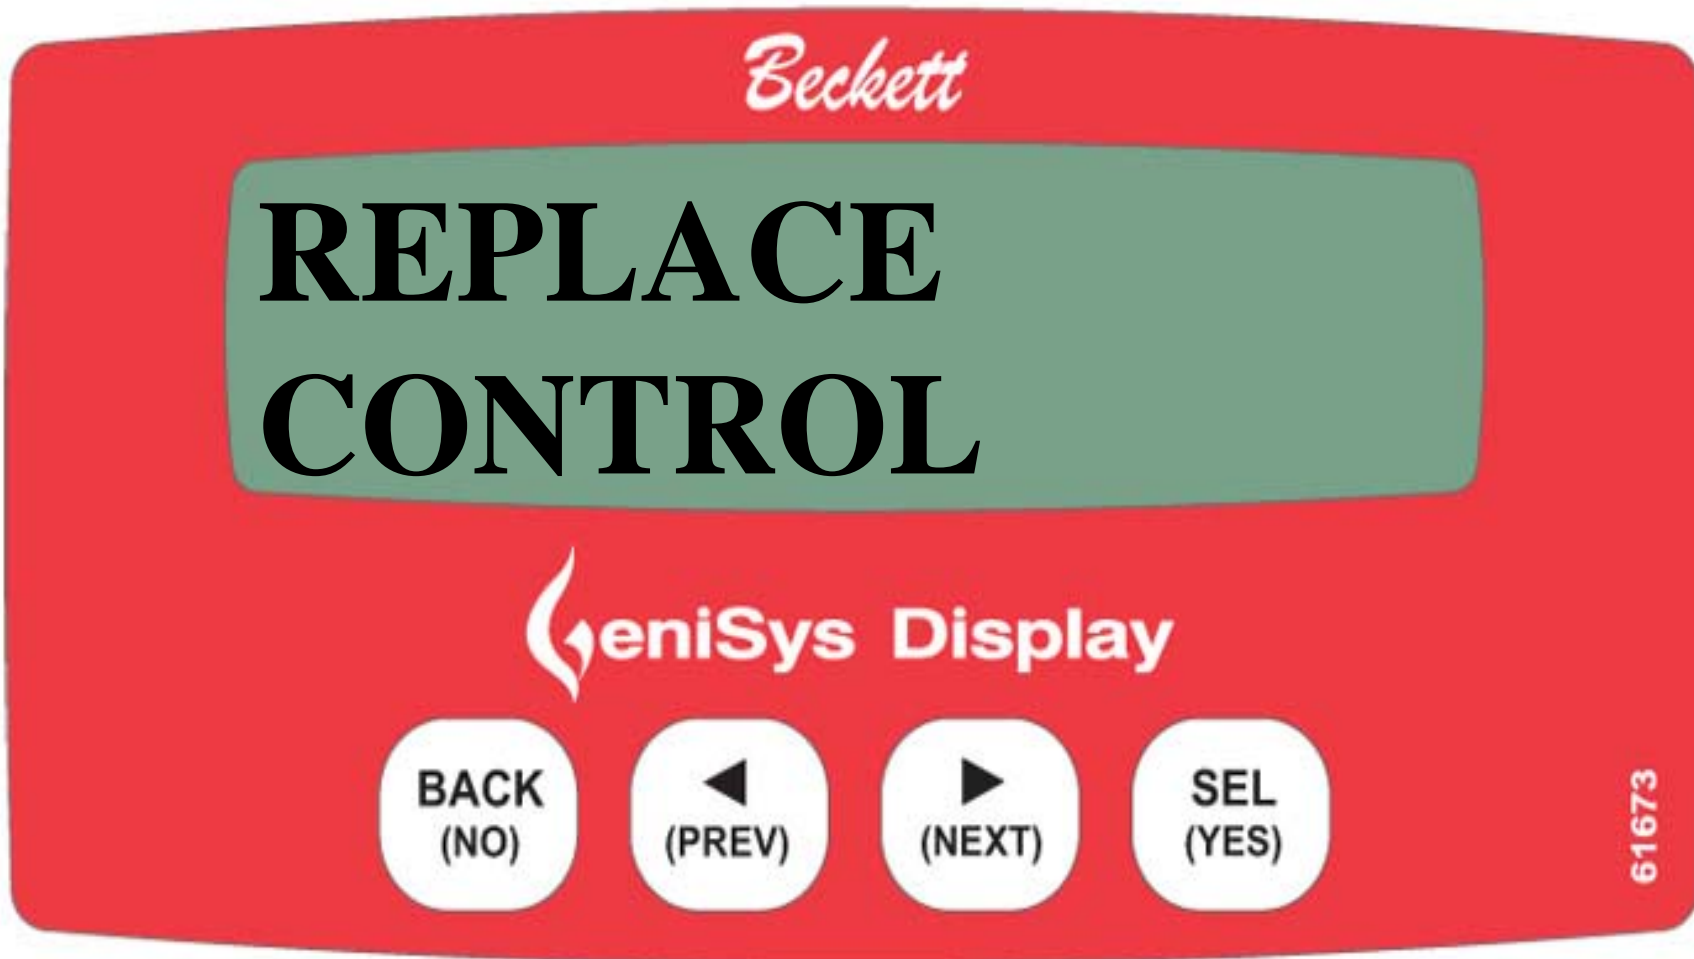 Beckett
REPLACE
CONTROL
GeniSys Display
BACK
(NO)
◀
(PREV)
▶
(NEXT)
SEL
(YES)
61673